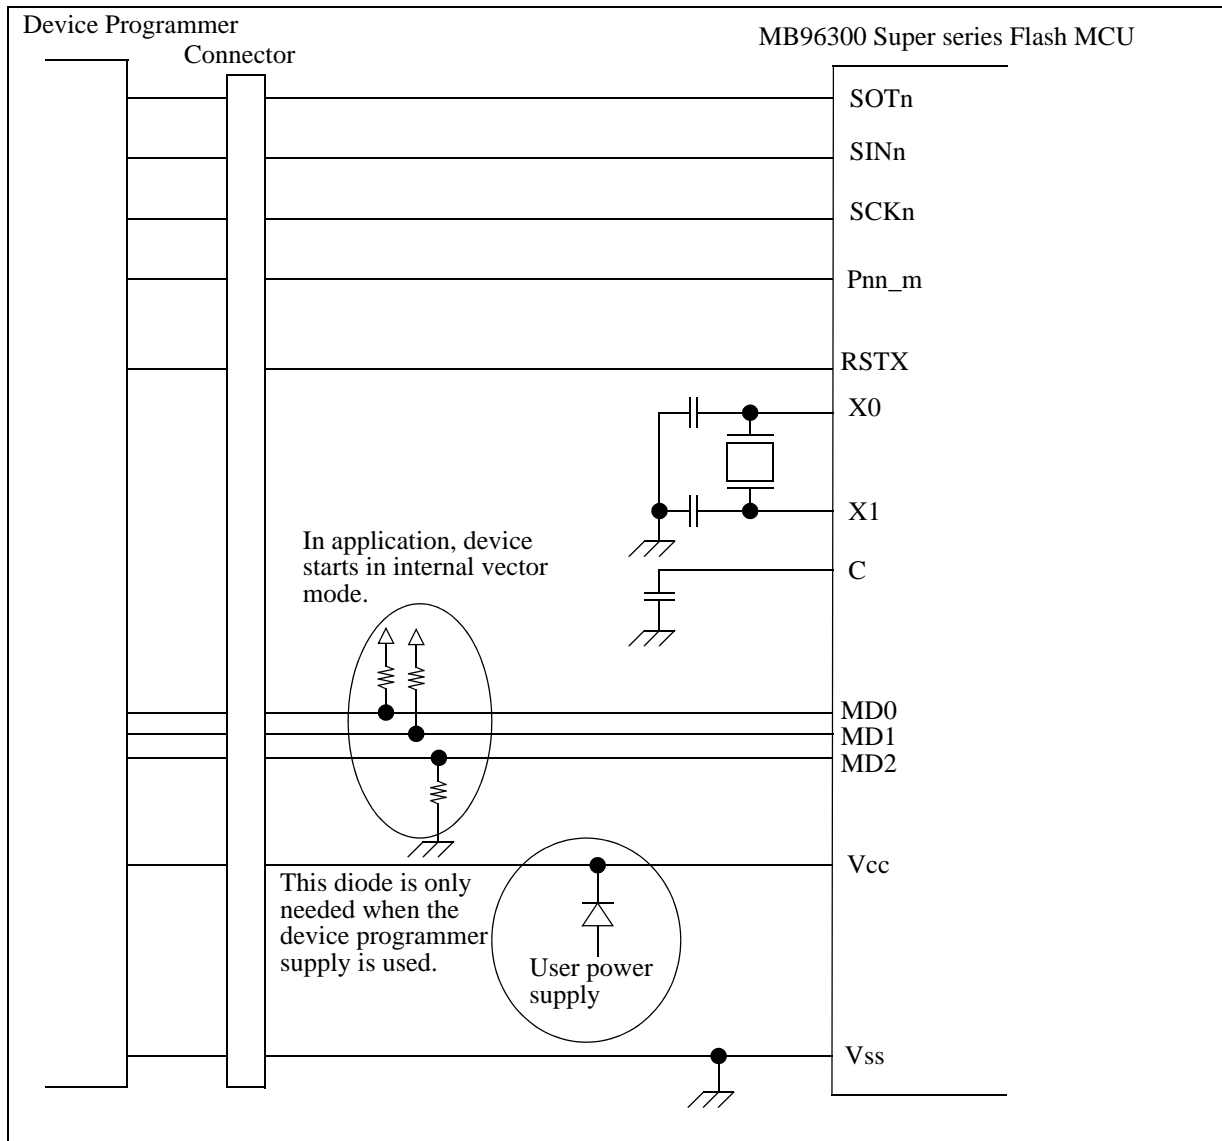 Device Programmer
Connector
MB96300 Super series Flash MCU
SOTn
SINn
SCKn
Pnn_m
RSTX
X0
X1
In application, device
starts in internal vector
mode.
C
MD0
MD1
MD2
Vcc
This diode is only
needed when the
device programmer
supply is used.
User power
supply
Vss